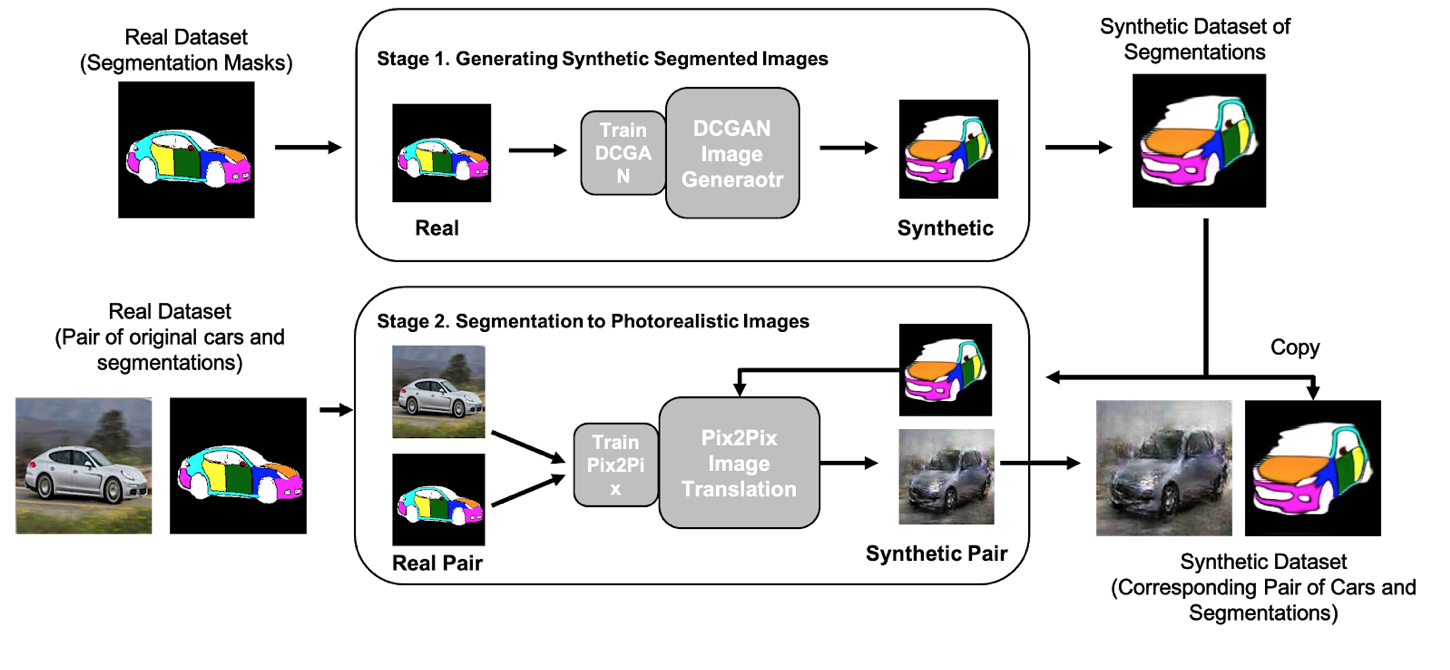 Real Dataset
(Segmentation Masks)
Stage 1. Generating Synthetic Segmented Images
Train
DCGA
N
DCGAN
Image
Generaotr
Real
Synthetic
Synthetic Dataset of
Segmentations
Real Dataset
(Pair of original cars and
segmentations)
Stage 2. Segmentation to Photorealistic Images
Train
Pix2Pi
x
Pix2Pix
Image
Translation
Real Pair
Synthetic Pair
Copy
Synthetic Dataset
(Corresponding Pair of Cars and
Segmentations)